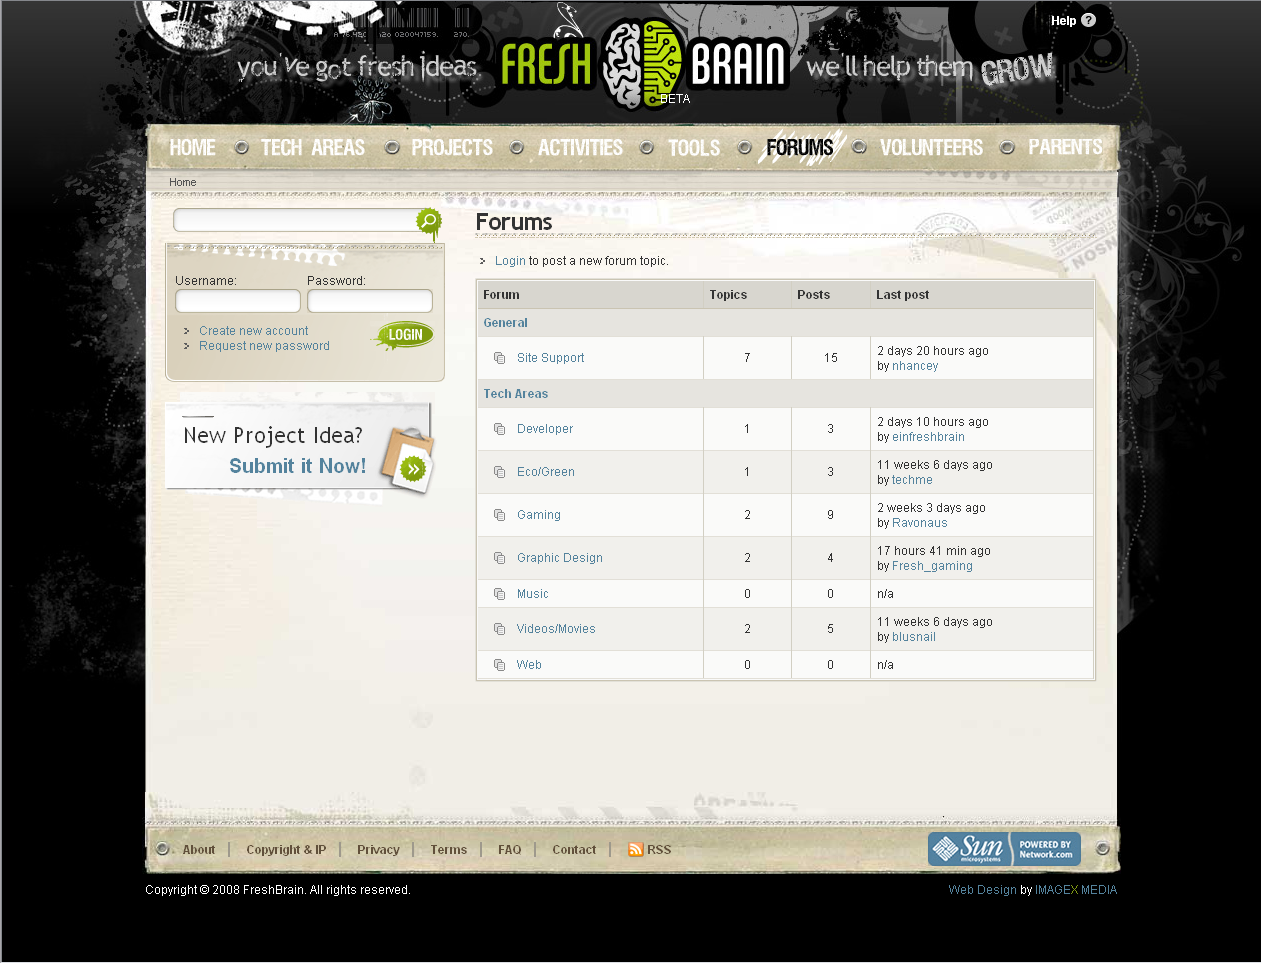 Help ?
you've got fresh ideas. FRESH BRAIN we'll help them GROW
BETA
HOME TECH AREAS PROJECTS ACTIVITIES TOOLS FORUMS VOLUNTEERS PARENTS
Home
Forums
Login to post a new forum topic.
Username: Password:
Create new account
Request new password
LOGIN
New Project Idea?
Submit it Now!
Forum Topics Posts Last post
General
Site Support 7 15 2 days 20 hours ago
by nhancey
Tech Areas
Developer 1 3 2 days 10 hours ago
by einfreshbrain
Eco/Green 1 3 11 weeks 6 days ago
by techme
Gaming 2 9 2 weeks 3 days ago
by Ravonaus
Graphic Design 2 4 17 hours 41 min ago
by Fresh_gaming
Music 0 0 n/a
Videos/Movies 2 5 11 weeks 6 days ago
by blusnail
Web 0 0 n/a
About | Copyright & IP | Privacy | Terms | FAQ | Contact | RSS
Sun microsystems POWERED BY Network.com
Copyright © 2008 FreshBrain. All rights reserved.
Web Design by IMAGEX MEDIA